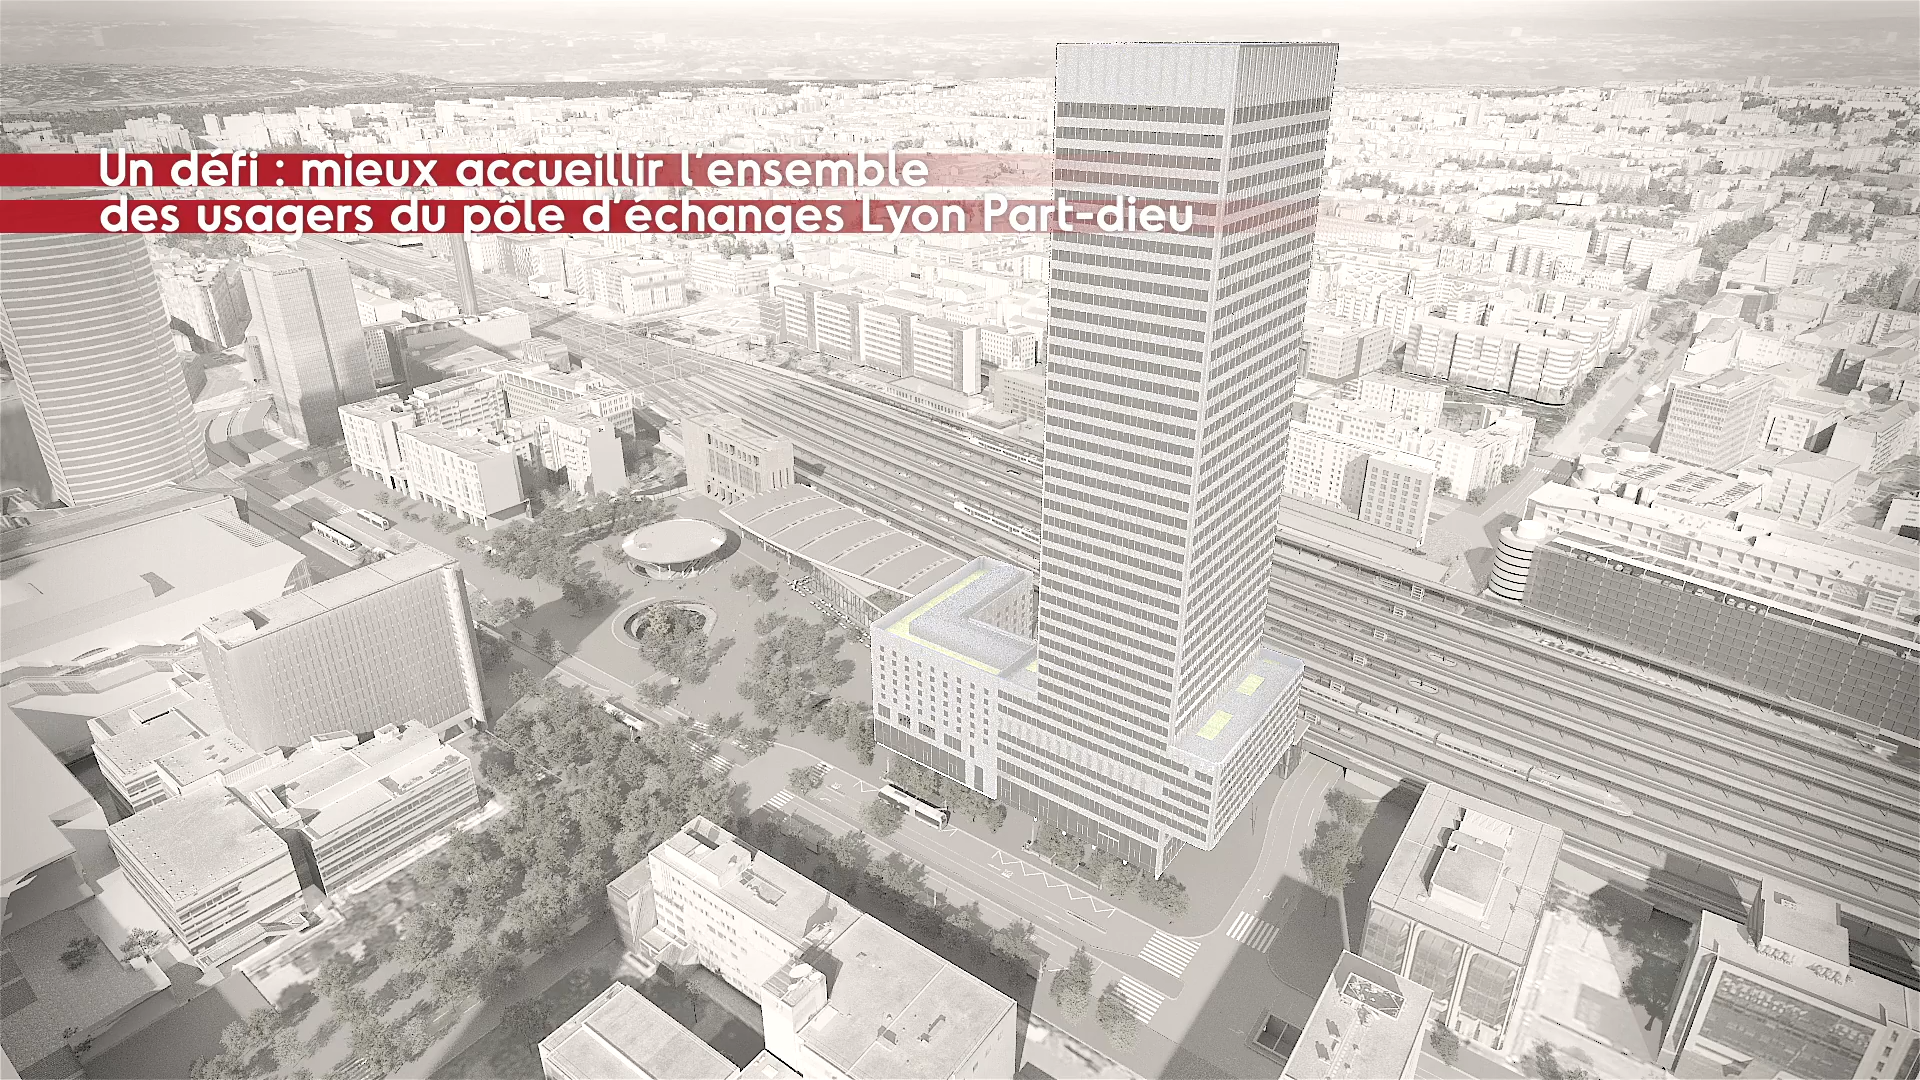 Un défi : mieux accueillir l'ensemble
des usagers du pôle d'échanges Lyon Part-dieu